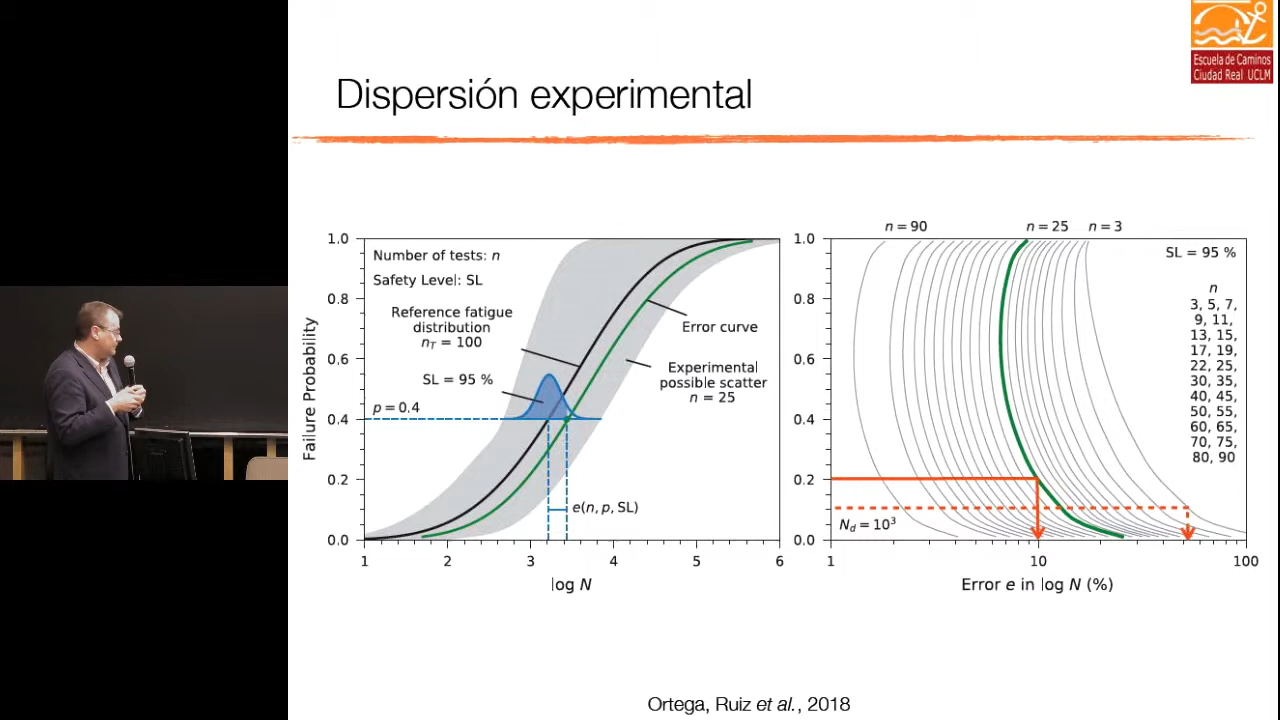 Escuela de Caminos
Ciudad Real UCLM
Dispersión experimental
Failure Probability
1.0
0.8
0.6
0.4
0.2
0.0
1
2
3
4
5
6
log N
Number of tests: n
Safety Level: SL
Reference fatigue
distribution
n_T = 100
SL = 95 %
p = 0.4
Error curve
Experimental
possible scatter
n = 25
e(n, p, SL)
n = 90
n = 25
n = 3
1.0
0.8
0.6
0.4
0.2
0.0
1
10
100
Error e in log N (%)
SL = 95 %
n
3, 5, 7,
9, 11,
13, 15,
17, 19,
22, 25,
30, 35,
40, 45,
50, 55,
60, 65,
70, 75,
80, 90
N_d = 10³
Ortega, Ruiz et al., 2018